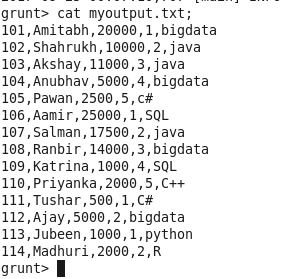 grunt> cat myoutput.txt;
101,Amitabh,20000,1,bigdata
102,Shahrukh,10000,2,java
103,Akshay,11000,3,java
104,Anubhav,5000,4,bigdata
105,Pawan,2500,5,c#
106,Aamir,25000,1,SQL
107,Salman,17500,2,java
108,Ranbir,14000,3,bigdata
109,Katrina,1000,4,SQL
110,Priyanka,2000,5,C++
111,Tushar,500,1,C#
112,Ajay,5000,2,bigdata
113,Jubeen,1000,1,python
114,Madhuri,2000,2,R
grunt>